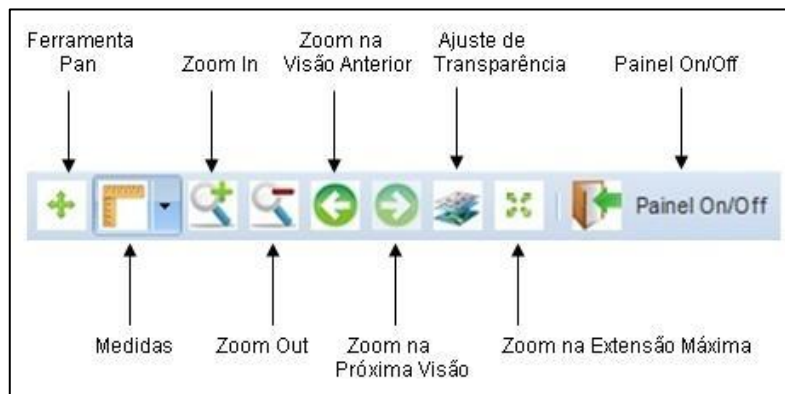 Ferramenta
Pan
Zoom In
Zoom na
Visão Anterior
Ajuste de
Transparência
Painel On/Off
Painel On/Off
Medidas
Zoom Out
Zoom na
Próxima Visão
Zoom na Extensão Máxima